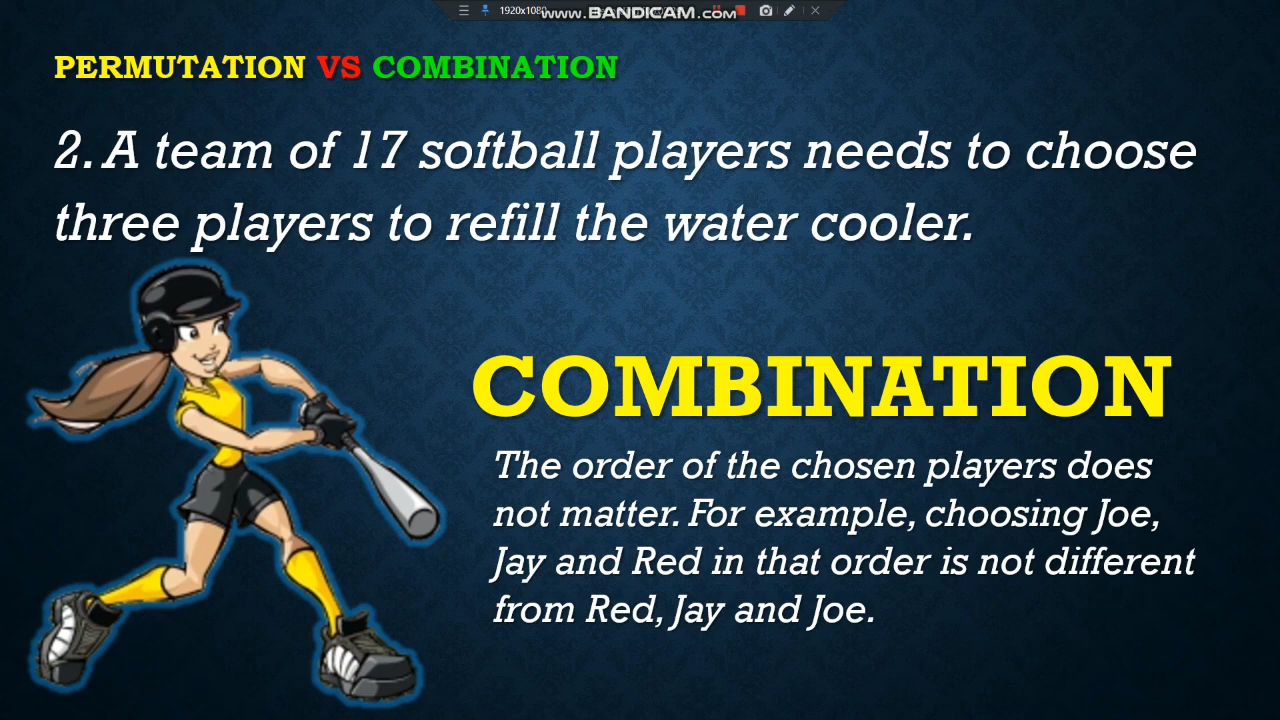 1920x1080
www.BANDICAM.com
PERMUTATION VS COMBINATION
2. A team of 17 softball players needs to choose
three players to refill the water cooler.
COMBINATION
The order of the chosen players does
not matter. For example, choosing Joe,
Jay and Red in that order is not different
from Red, Jay and Joe.